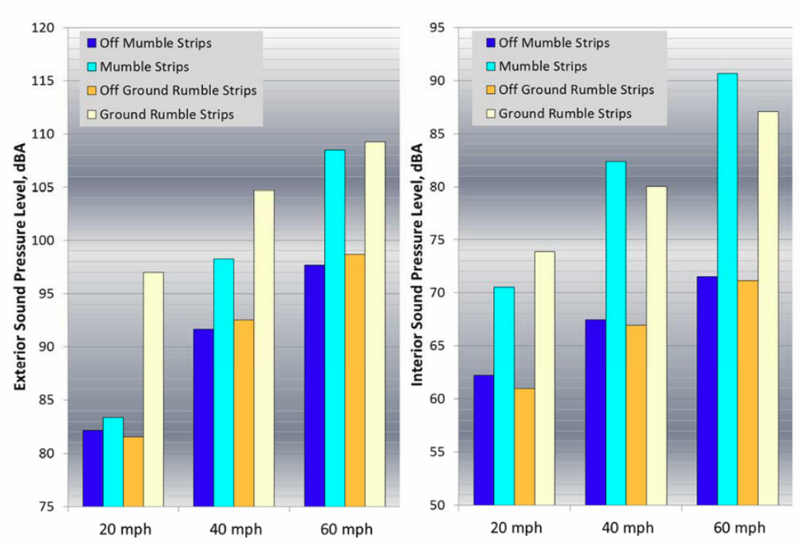 Exterior Sound Pressure Level, dBA
120
115
110
105
100
95
90
85
80
75
Off Mumble Strips
Mumble Strips
Off Ground Rumble Strips
Ground Rumble Strips
20 mph
40 mph
60 mph
Interior Sound Pressure Level, dBA
95
90
85
80
75
70
65
60
55
50
Off Mumble Strips
Mumble Strips
Off Ground Rumble Strips
Ground Rumble Strips
20 mph
40 mph
60 mph